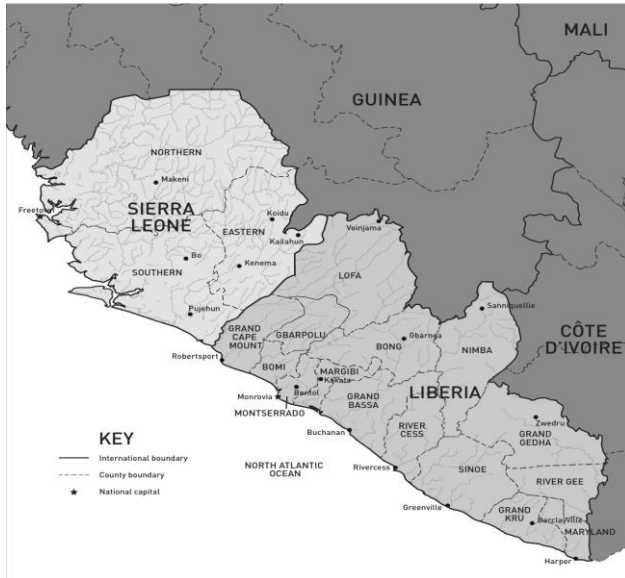 MALI
GUINEA
NORTHERN
Makeni
Freetown
SIERRA
LEONE
Koidu
EASTERN
Kailahun
Voinjama
LOFA
Bo
Kenema
SOUTHERN
Pujehun
Sanniquellie
GRAND
CAPE
MOUNT
GBARPOLU
Gbarnga
BONG
NIMBA
CÔTE
D'IVOIRE
Robertsport
BOMI
MARGIBI
Kakata
Bentol
Monrovia
MONTSERRADO
GRAND
BASSA
LIBERIA
Buchanan
RIVER
CESS
Zwedru
GRAND
GEDHA
KEY
International boundary
County boundary
National capital
NORTH ATLANTIC
OCEAN
Rivercess
SINOE
RIVER GEE
Greenville
GRAND
KRU
Barclayville
MARYLAND
Harper